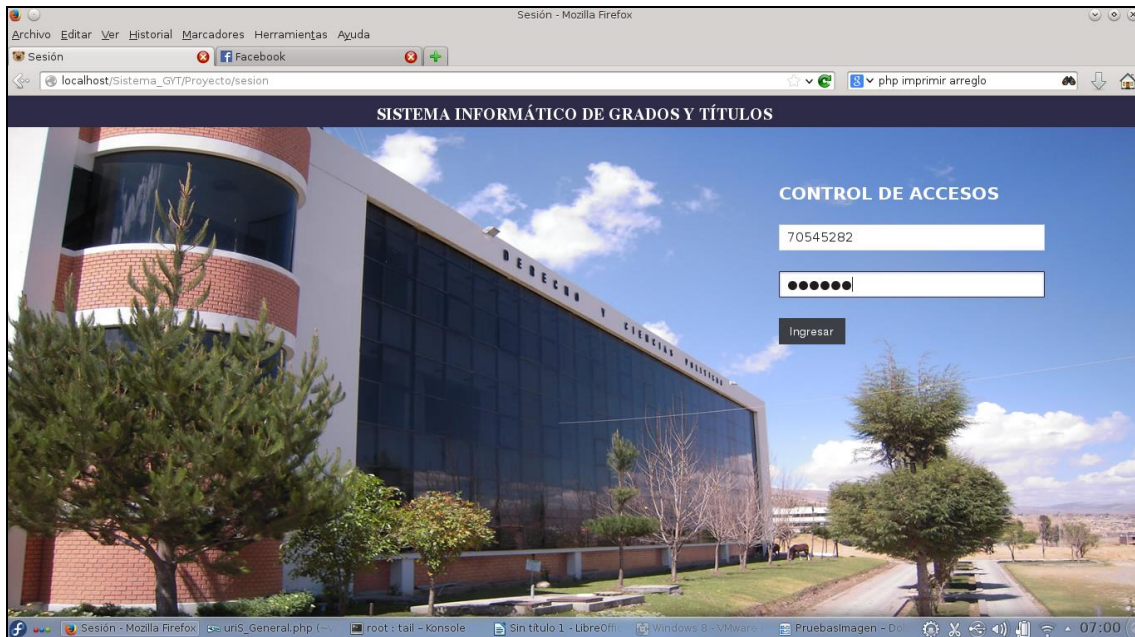 Sesión - Mozilla Firefox
Archivo Editar Ver Historial Marcadores Herramientas Ayuda
Sesión
Facebook
localhost/Sistema_GYT/Proyecto/sesion
php imprimir arreglo
SISTEMA INFORMÁTICO DE GRADOS Y TÍTULOS
CONTROL DE ACCESOS
70545282
Ingresar
DERECHO Y CIENCIAS POLITICAS
Sesión - Mozilla Firefox
uriS_General.php
root : tail - Konsole
Sin título 1 - LibreOffi
Windows 8 - VMware
PruebasImagen - Do
07:00